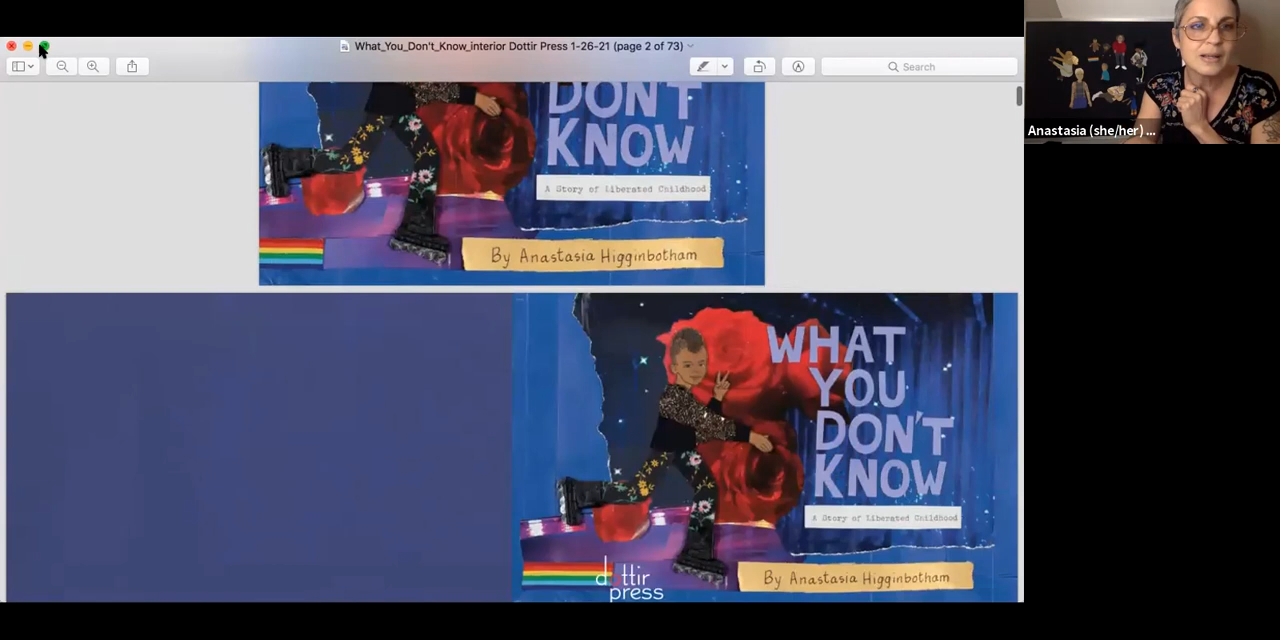 What_You_Don't_Know_interior Dottir Press 1-26-21 (page 2 of 73)
Search
Anastasia (she/her) ...
DON'T
KNOW
A Story of Liberated Childhood
By Anastasia Higginbotham
WHAT
YOU
DON'T
KNOW
A Story of Liberated Childhood
By Anastasia Higginbotham
dottir
press